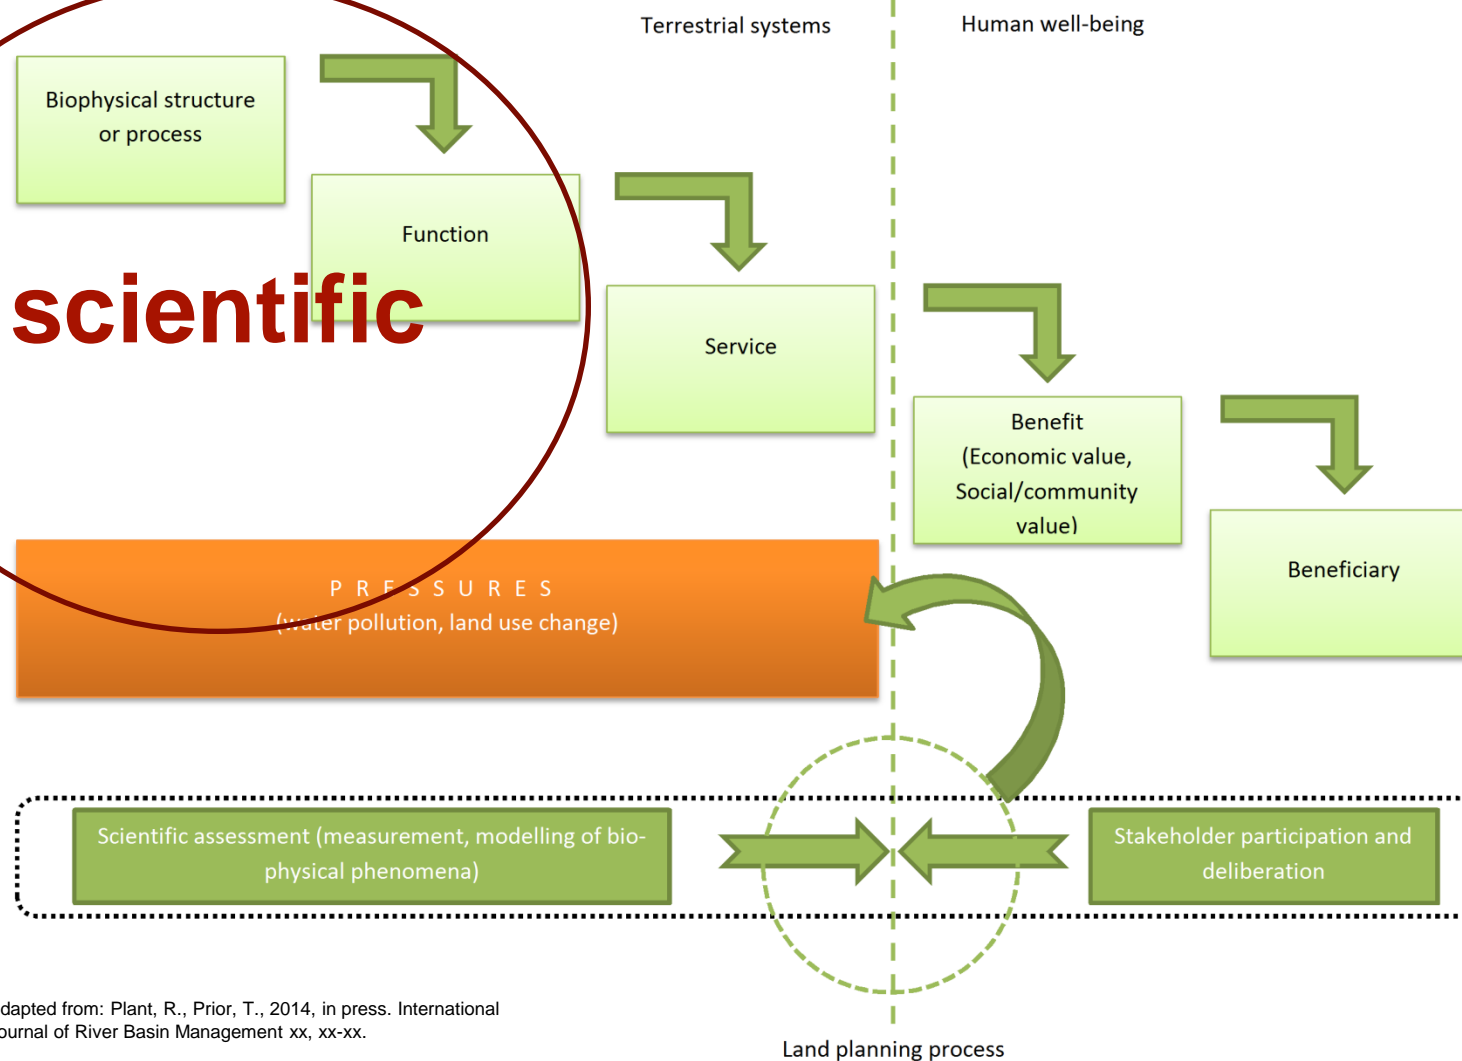 Terrestrial systems
Human well-being
Biophysical structure
or process
Function
scientific
Service
Benefit
(Economic value,
Social/community
value)
Beneficiary
P R E S S U R E S
(water pollution, land use change)
Scientific assessment (measurement, modelling of bio-
physical phenomena)
Stakeholder participation and
deliberation
dapted from: Plant, R., Prior, T., 2014, in press. International
ournal of River Basin Management xx, xx-xx.
Land planning process